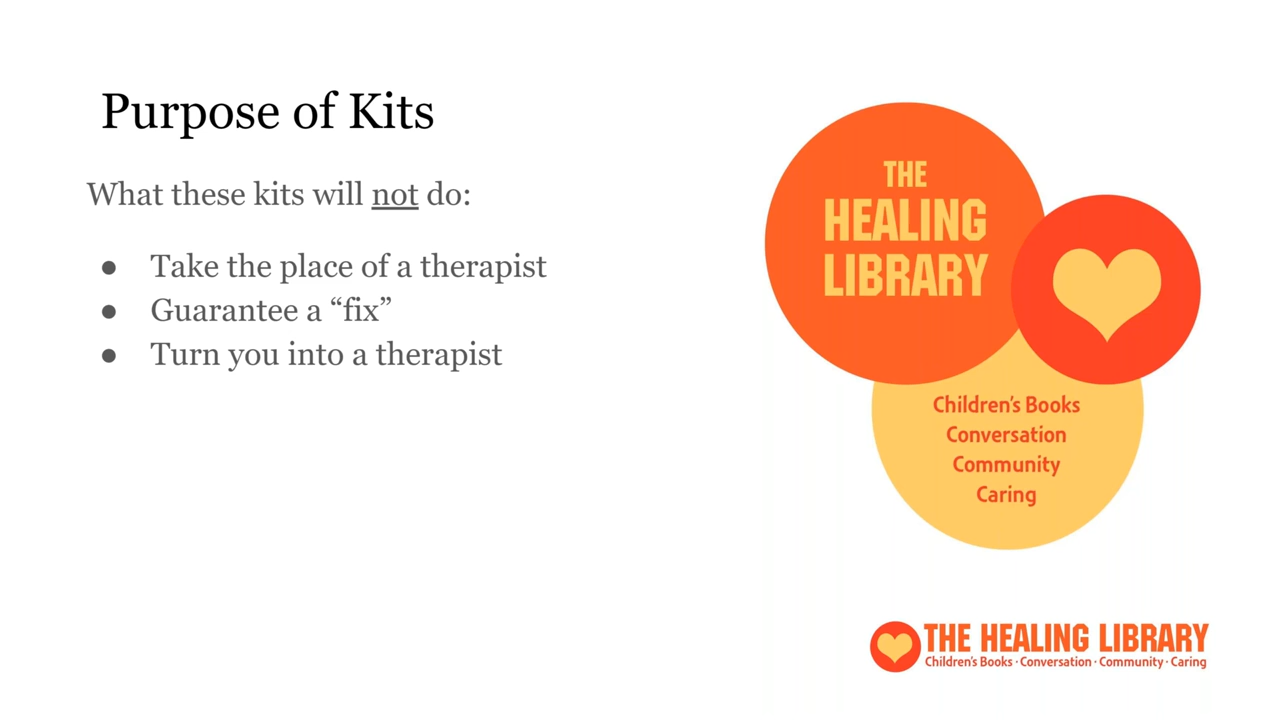 Purpose of Kits
What these kits will not do:
● Take the place of a therapist
● Guarantee a “fix”
● Turn you into a therapist
THE
HEALING
LIBRARY
Children's Books
Conversation
Community
Caring
THE HEALING LIBRARY
Children's Books · Conversation · Community · Caring